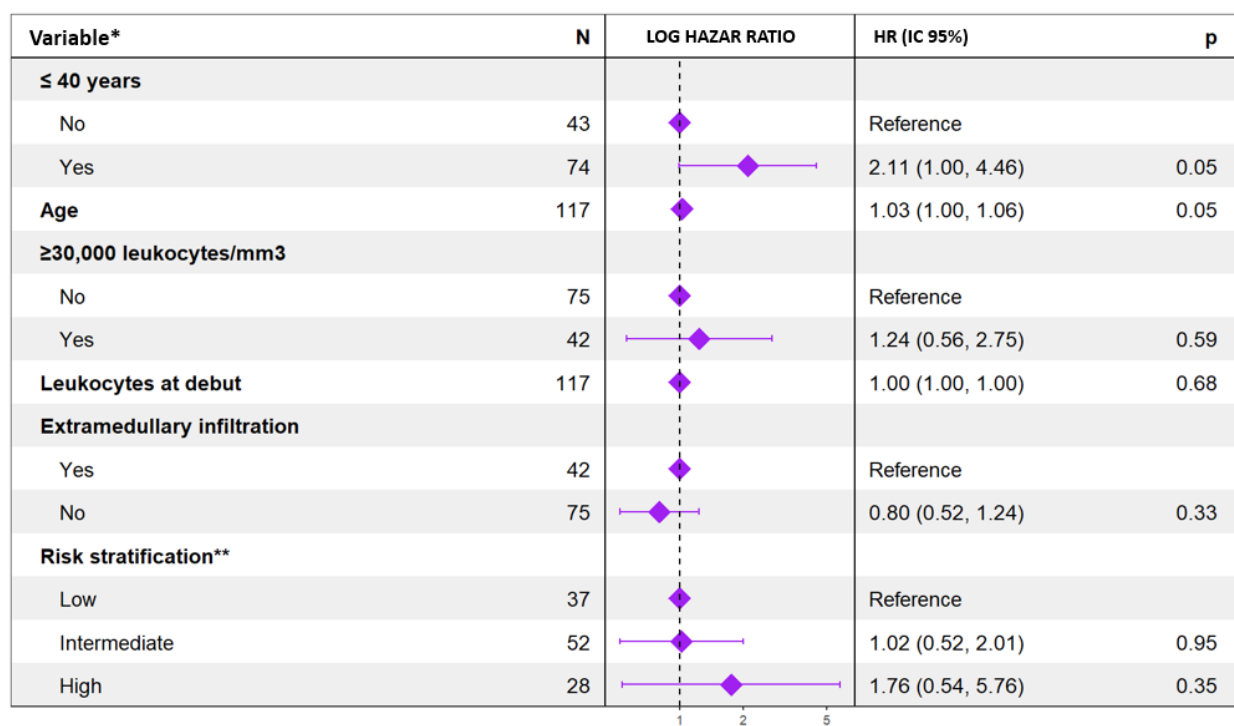 Variable* N LOG HAZAR RATIO HR (IC 95%) p
≤ 40 years
No 43 Reference
Yes 74 2.11 (1.00, 4.46) 0.05
Age 117 1.03 (1.00, 1.06) 0.05
≥30,000 leukocytes/mm3
No 75 Reference
Yes 42 1.24 (0.56, 2.75) 0.59
Leukocytes at debut 117 1.00 (1.00, 1.00) 0.68
Extramedullary infiltration
Yes 42 Reference
No 75 0.80 (0.52, 1.24) 0.33
Risk stratification**
Low 37 Reference
Intermediate 52 1.02 (0.52, 2.01) 0.95
High 28 1.76 (0.54, 5.76) 0.35
1 2 5